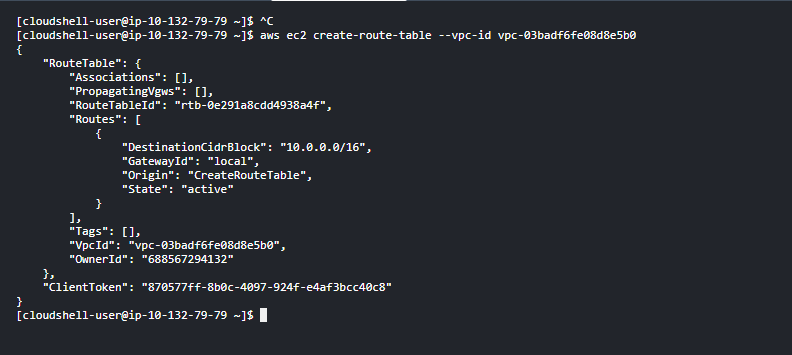 [cloudshell-user@ip-10-132-79-79 ~]$ ^C
[cloudshell-user@ip-10-132-79-79 ~]$ aws ec2 create-route-table --vpc-id vpc-03badf6fe08d8e5b0
{
    "RouteTable": {
        "Associations": [],
        "PropagatingVgws": [],
        "RouteTableId": "rtb-0e291a8cdd4938a4f",
        "Routes": [
            {
                "DestinationCidrBlock": "10.0.0.0/16",
                "GatewayId": "local",
                "Origin": "CreateRouteTable",
                "State": "active"
            }
        ],
        "Tags": [],
        "VpcId": "vpc-03badf6fe08d8e5b0",
        "OwnerId": "688567294132"
    },
    "ClientToken": "870577ff-8b0c-4097-924f-e4af3bcc40c8"
}
[cloudshell-user@ip-10-132-79-79 ~]$